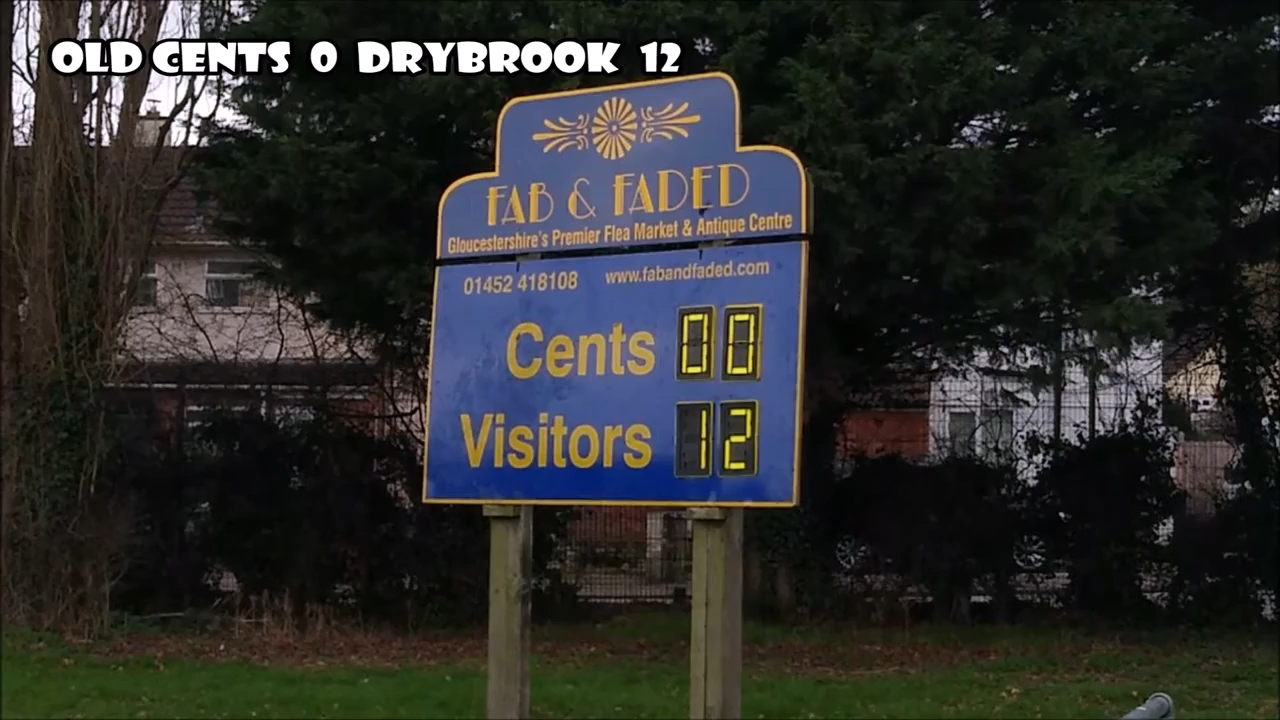 OLD CENTS 0 DRYBROOK 12
FAB & FADED
Gloucestershire's Premier Flea Market & Antique Centre
01452 418108 www.fabandfaded.com
Cents 00
Visitors 12